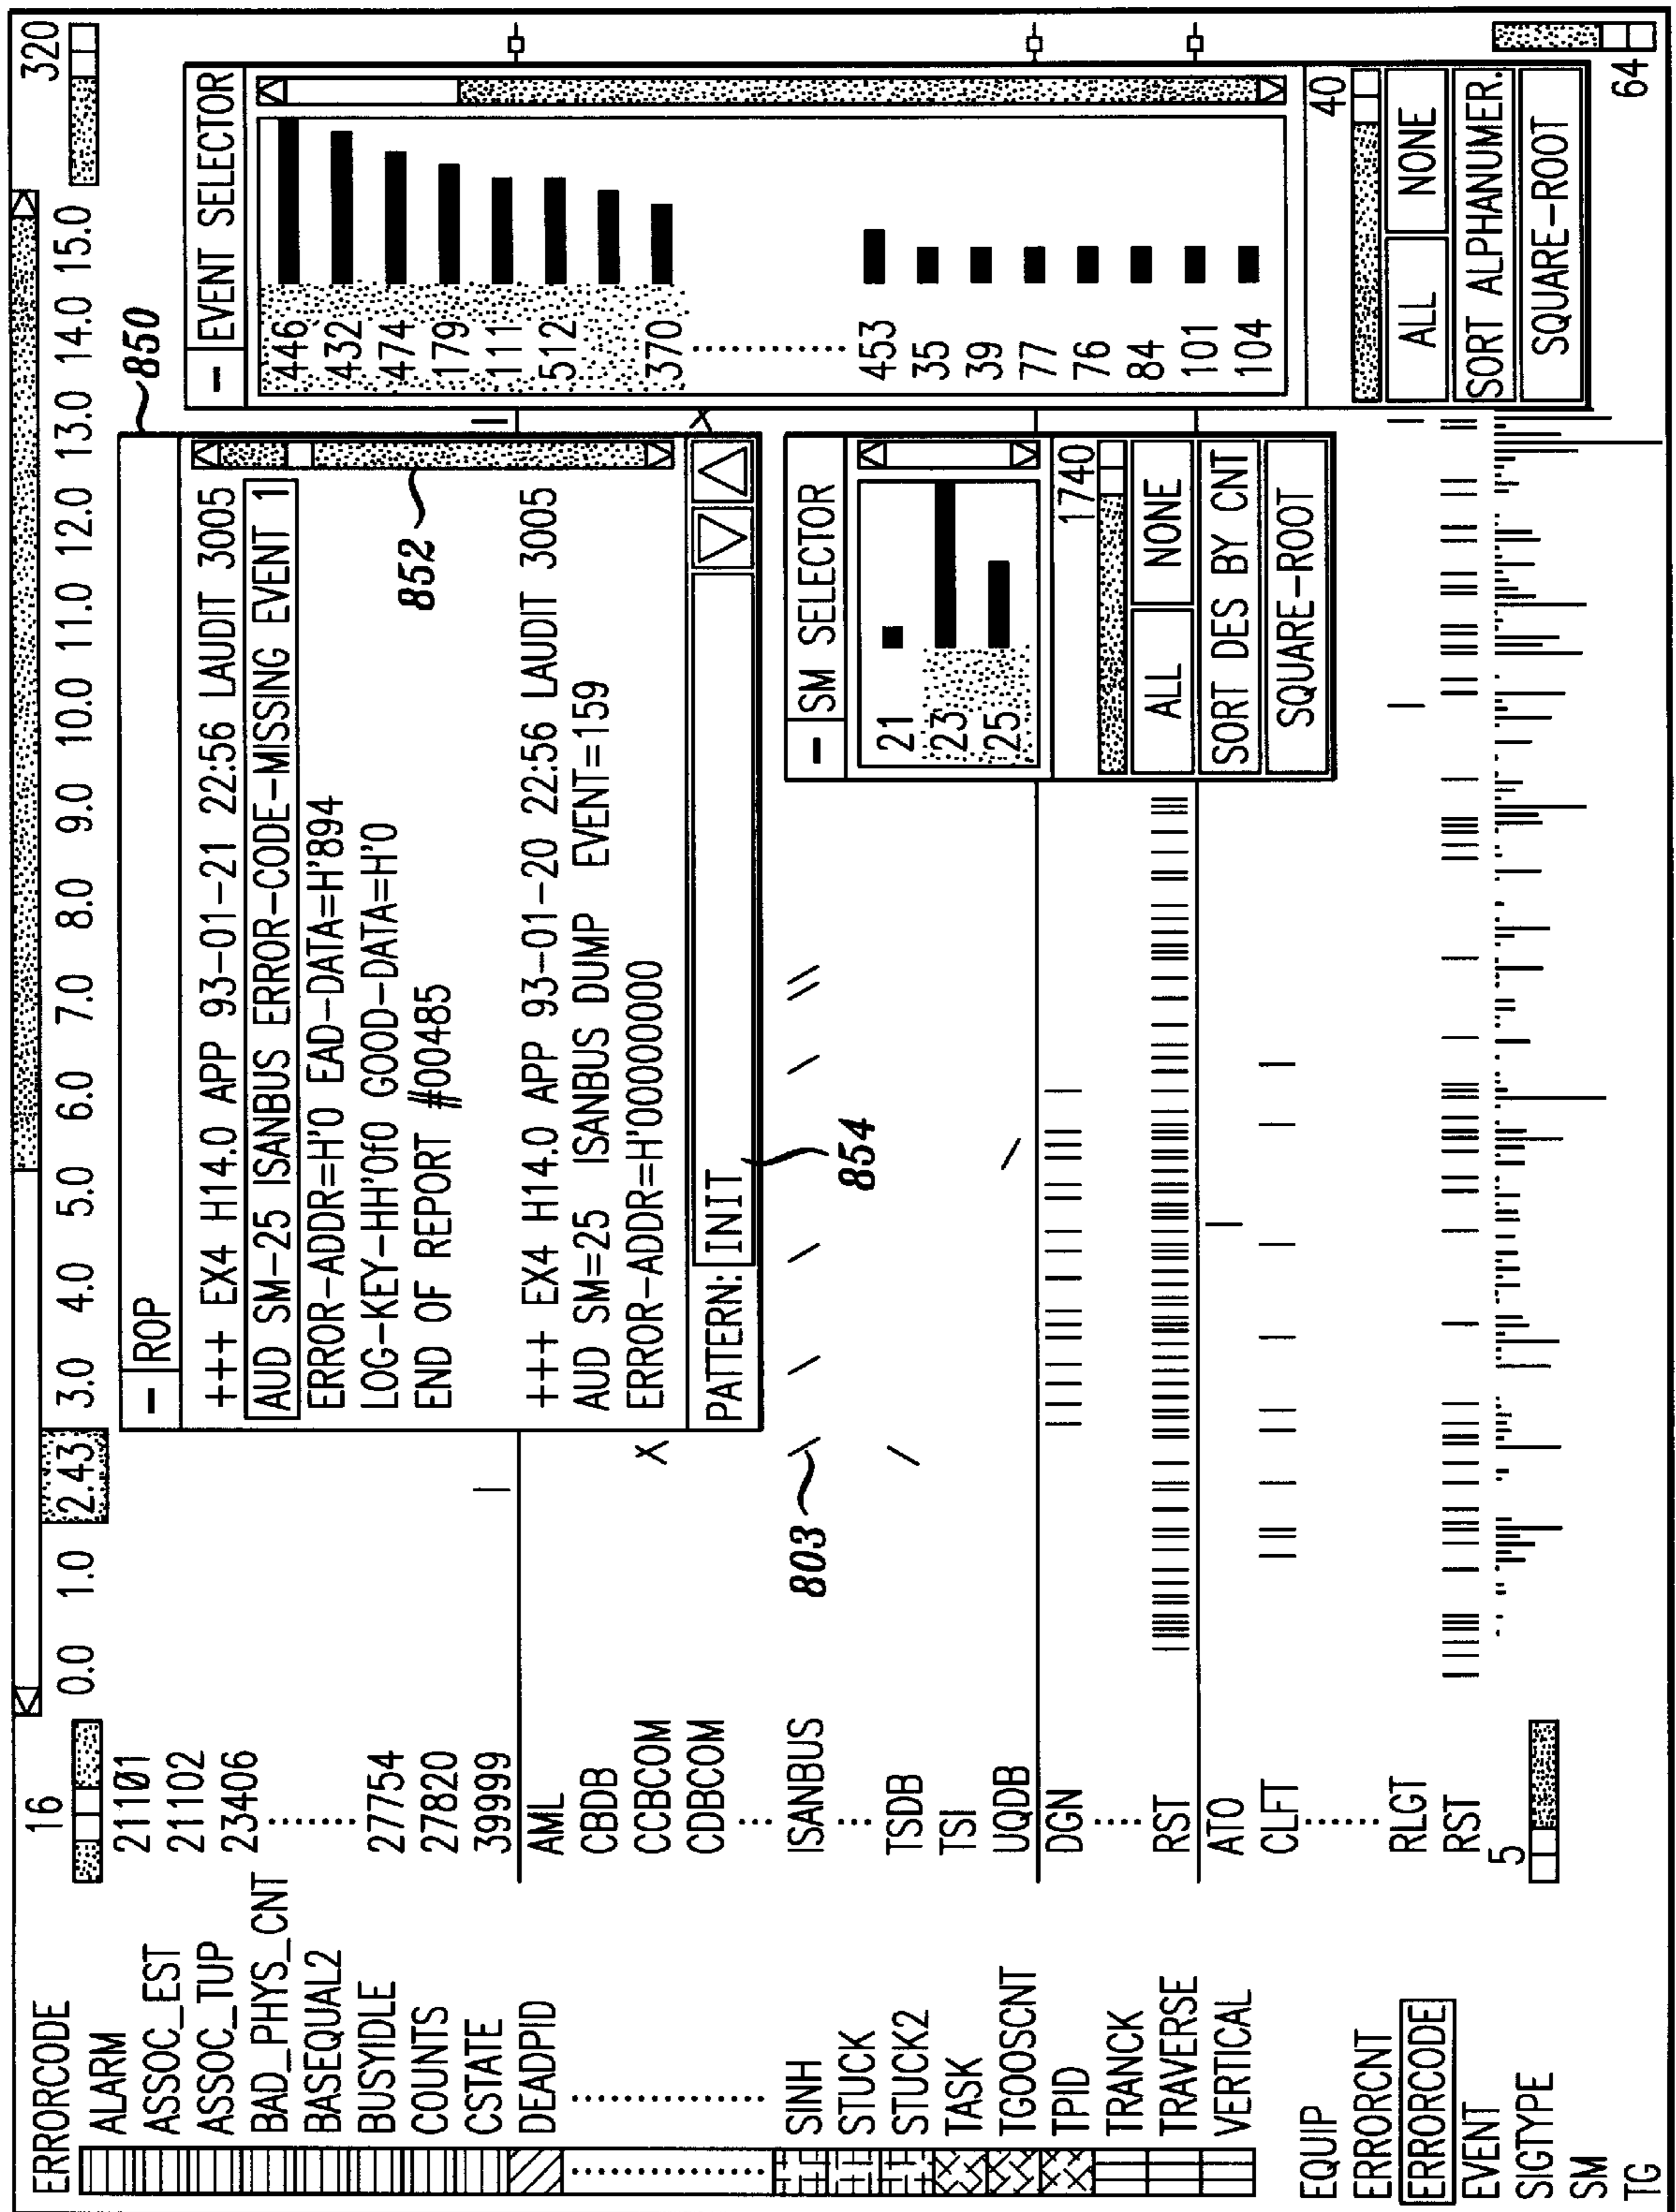 ERRORCODE
ALARM
ASSOC_EST
ASSOC_TUP
BAD_PHYS_CNT
BASEQUAL2
BUSYIDLE
COUNTS
CSTATE
DEADPID
SINH
STUCK
STUCK2
TASK
TGOOSCNT
TPID
TRANCK
TRAVERSE
VERTICAL
EQUIP
ERRORCNT
ERRORCODE
EVENT
SIGTYPE
SM
TG
16
21101
21102
23406
27754
27820
39999
AML
CBDB
CCBCOM
CDBCOM
ISANBUS
TSDB
TSI
UQDB
DGN
RST
ATO
CLFT
RLGT
RST
5
0.0 1.0 2.43 3.0 4.0 5.0 6.0 7.0 8.0 9.0 10.0 11.0 12.0 13.0 14.0 15.0
320
850
- ROP
+++ EX4 H14.0 APP 93-01-21 22:56 LAUDIT 3005
AUD SM-25 ISANBUS ERROR-CODE-MISSING EVENT 1
ERROR-ADDR=H'0 EAD-DATA=H'894
LOG-KEY-HH'0f0 GOOD-DATA=H'0
END OF REPORT #00485
+++ EX4 H14.0 APP 93-01-20 22:56 LAUDIT 3005
AUD SM=25 ISANBUS DUMP EVENT=159
ERROR-ADDR=H'00000000
PATTERN: INIT
852
854
803
- SM SELECTOR
21
23
25
1740
ALL NONE
SORT DES BY CNT
SQUARE-ROOT
- EVENT SELECTOR
446
432
474
179
111
512
370
453
35
39
77
76
84
101
104
40
ALL NONE
SORT ALPHANUMER.
SQUARE-ROOT
64